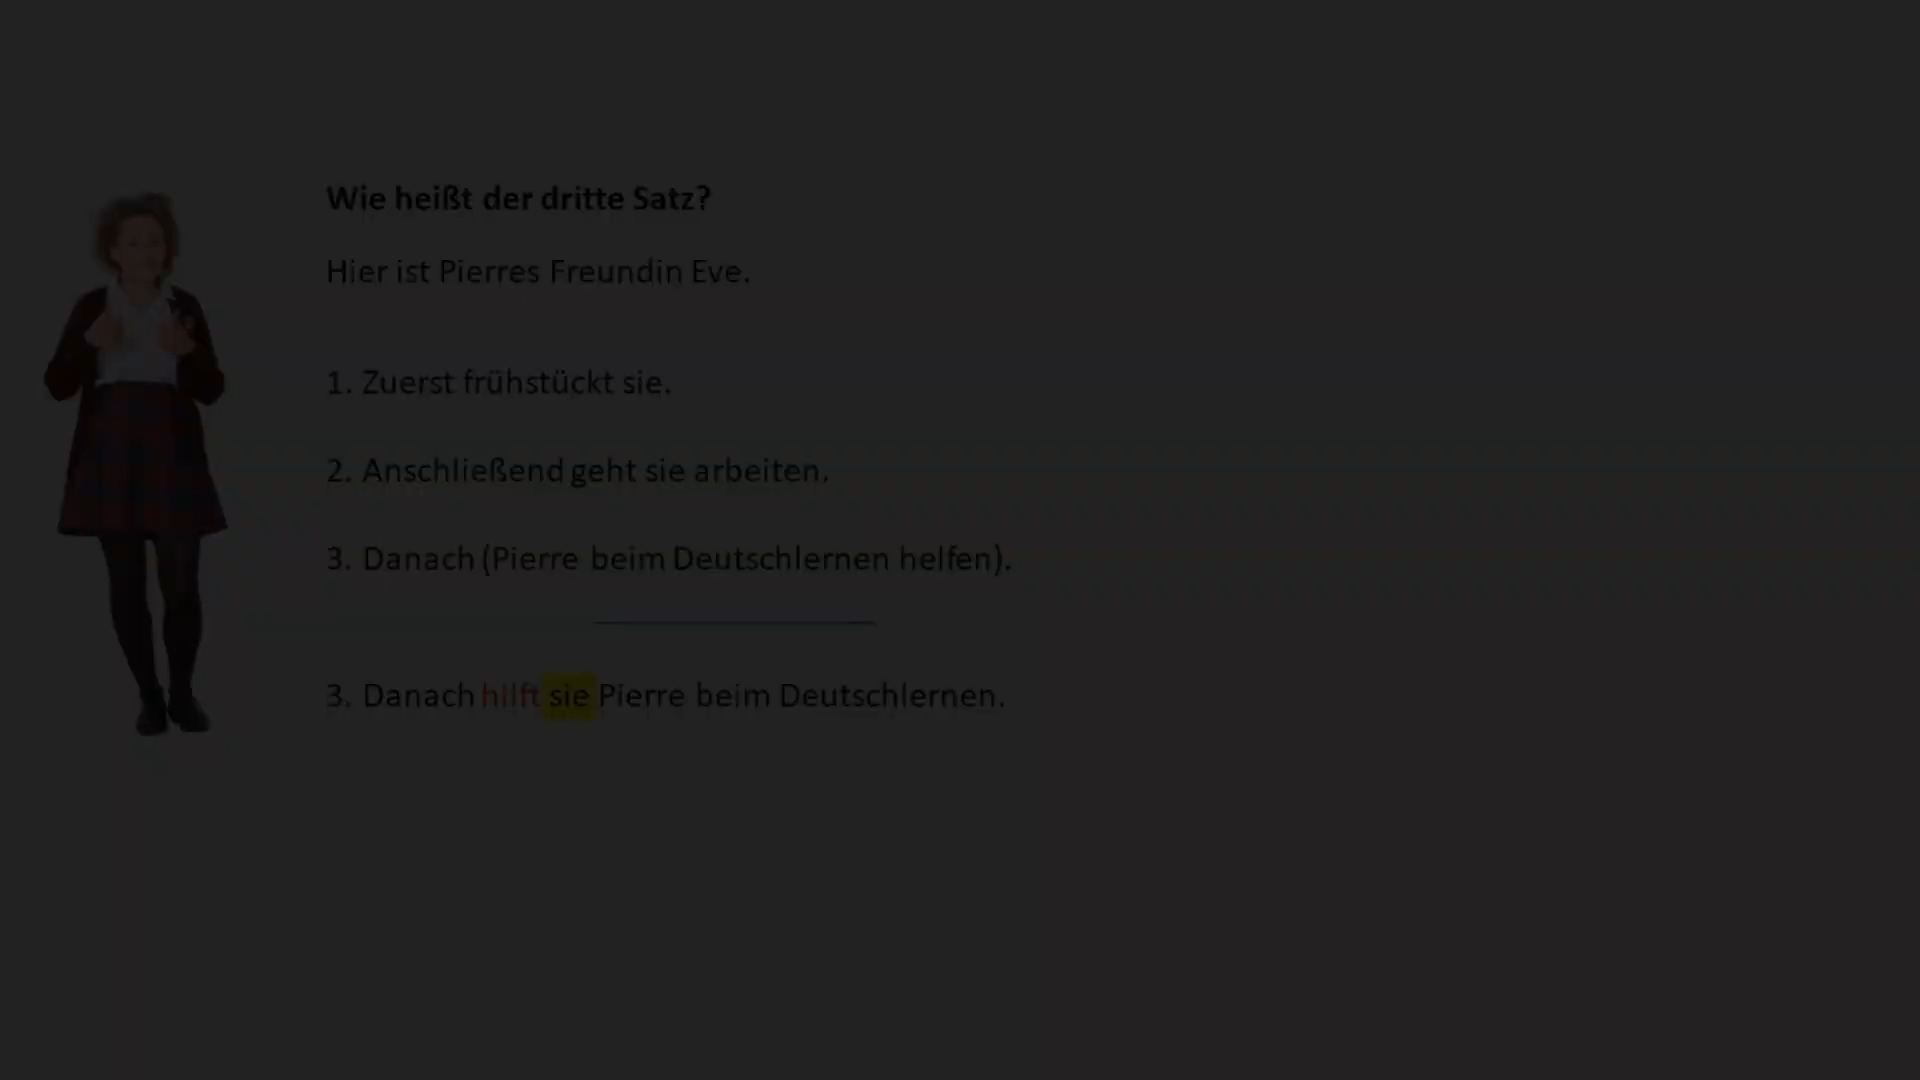 Wie heißt der dritte Satz?
Hier ist Pierres Freundin Eve.
1. Zuerst frühstückt sie.
2. Anschließend geht sie arbeiten.
3. Danach (Pierre beim Deutschlernen helfen).
3. Danach hilft sie Pierre beim Deutschlernen.